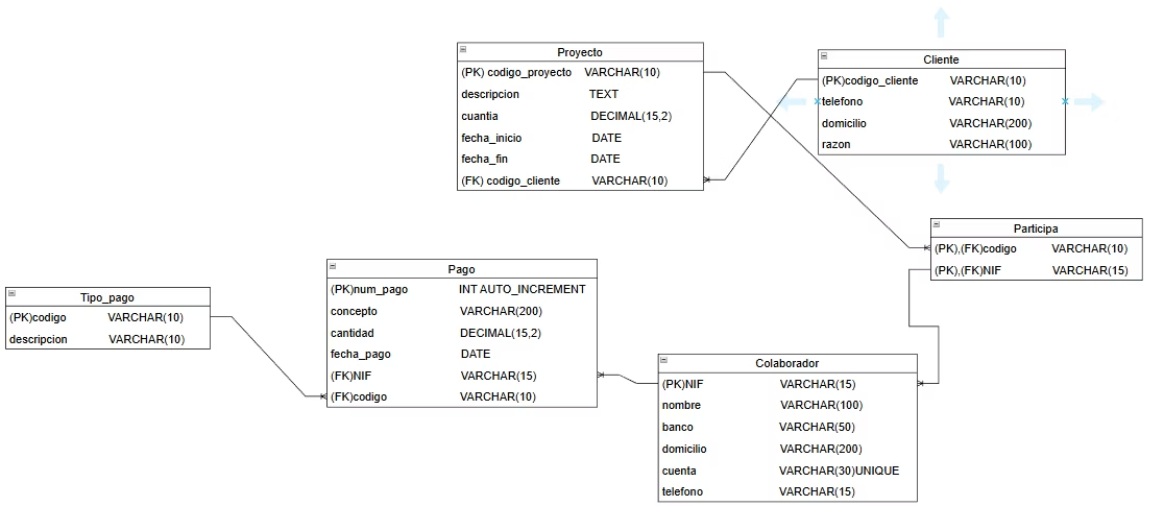 Proyecto
(PK) codigo_proyecto VARCHAR(10)
descripcion TEXT
cuantia DECIMAL(15,2)
fecha_inicio DATE
fecha_fin DATE
(FK) codigo_cliente VARCHAR(10)
Cliente
(PK)codigo_cliente VARCHAR(10)
telefono VARCHAR(10)
domicilio VARCHAR(200)
razon VARCHAR(100)
Participa
(PK),(FK)codigo VARCHAR(10)
(PK),(FK)NIF VARCHAR(15)
Tipo_pago
(PK)codigo VARCHAR(10)
descripcion VARCHAR(10)
Pago
(PK)num_pago INT AUTO_INCREMENT
concepto VARCHAR(200)
cantidad DECIMAL(15,2)
fecha_pago DATE
(FK)NIF VARCHAR(15)
(FK)codigo VARCHAR(10)
Colaborador
(PK)NIF VARCHAR(15)
nombre VARCHAR(100)
banco VARCHAR(50)
domicilio VARCHAR(200)
cuenta VARCHAR(30)UNIQUE
telefono VARCHAR(15)